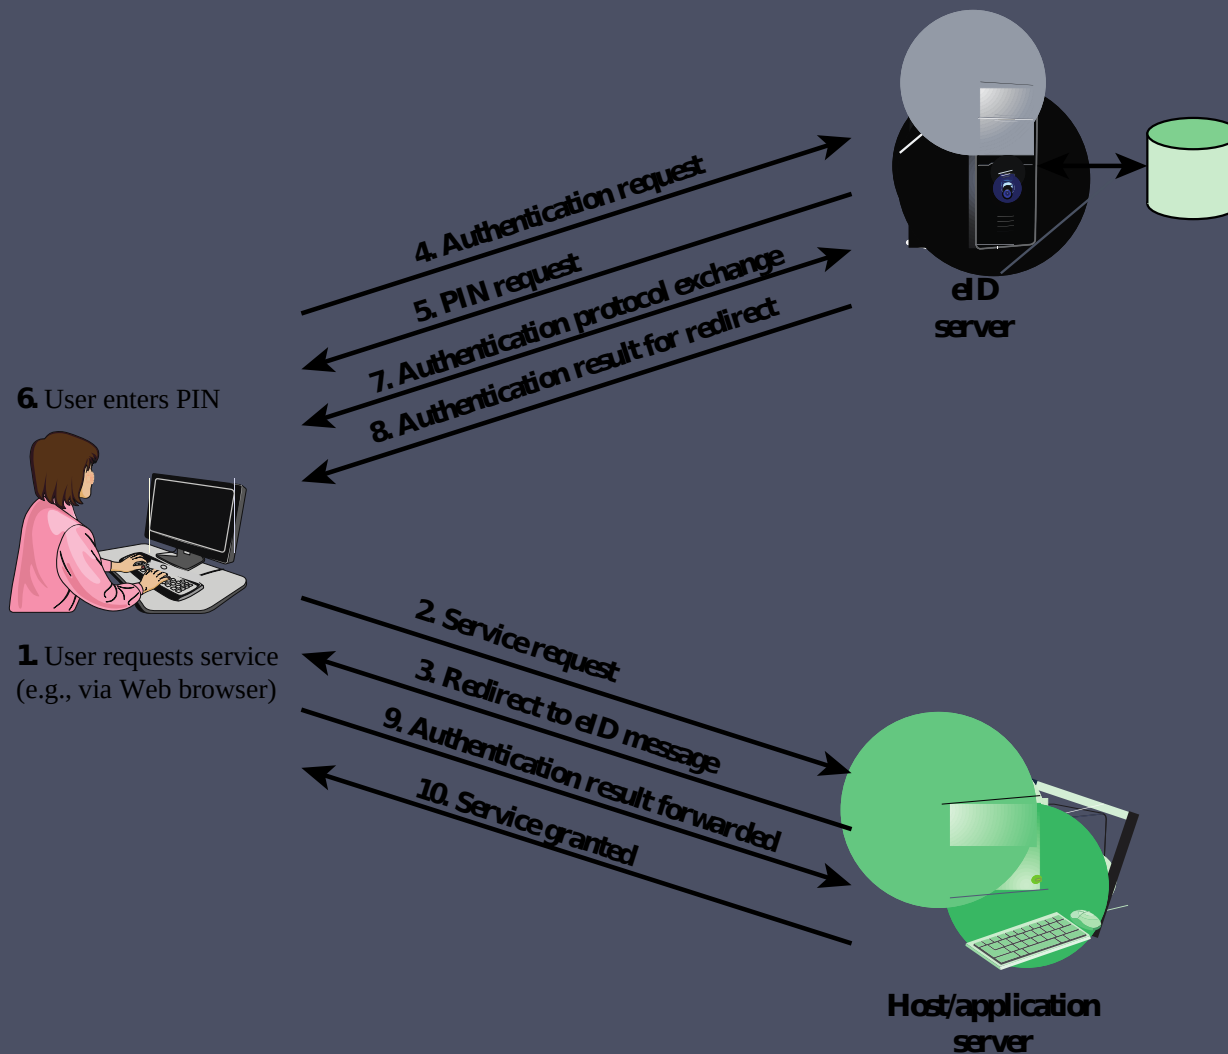 4. Authentication request
5. PIN request
7. Authentication protocol exchange
8. Authentication result for redirect
eID
server
6. User enters PIN
1. User requests service
(e.g., via Web browser)
2. Service request
3. Redirect to eID message
9. Authentication result forwarded
10. Service granted
Host/application
server